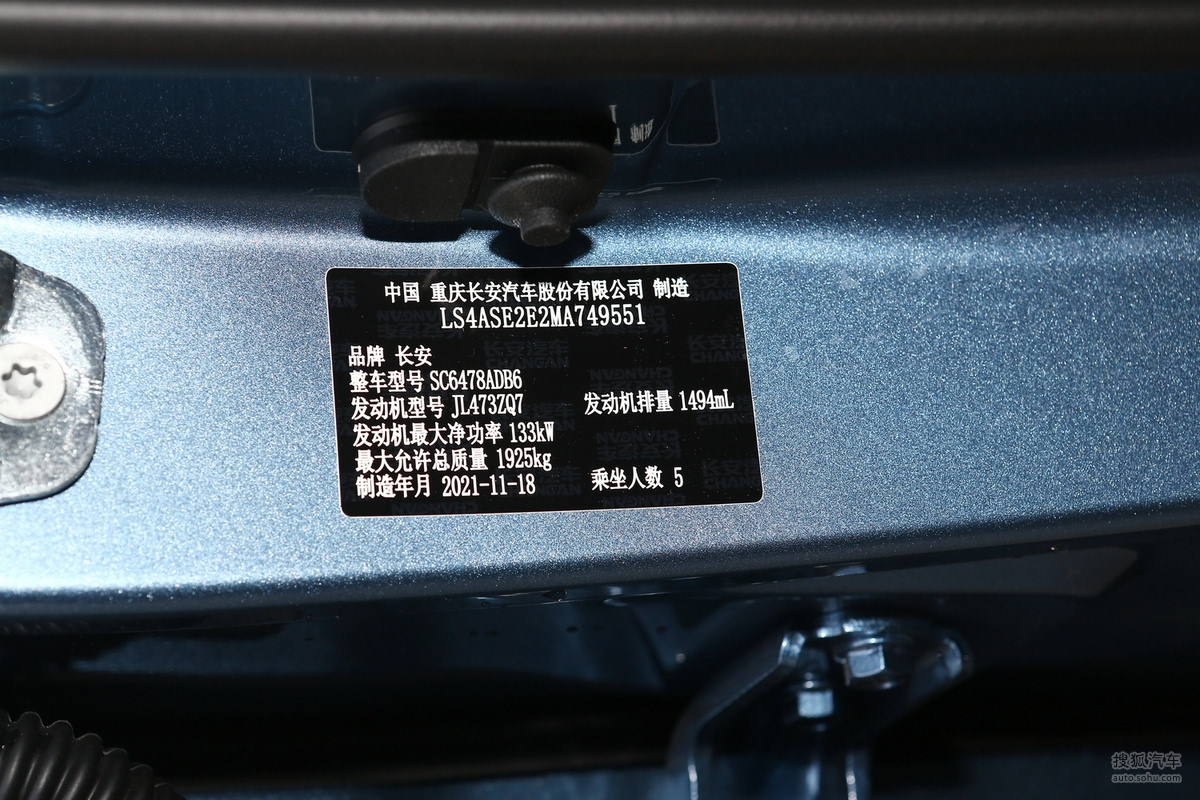 中国 重庆长安汽车股份有限公司 制造
LS4ASE2E2MA749551
品牌 长安
整车型号 SC6478ADB6
发动机型号 JL473ZQ7 发动机排量 1494mL
发动机最大净功率 133kW
最大允许总质量 1925kg
制造年月 2021-11-18 乘坐人数 5
搜狐汽车
auto.sohu.com